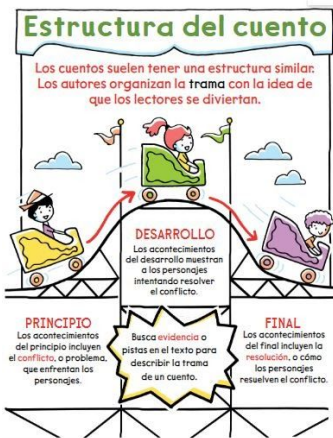 Estructura del cuento
Los cuentos suelen tener una estructura similar.
Los autores organizan la trama con la idea de
que los lectores se diviertan.
PRINCIPIO
Los acontecimientos
del principio incluyen
el conflicto, o problema,
que enfrentan los
personajes.
DESARROLLO
Los acontecimientos
del desarrollo muestran
a los personajes
intentando resolver
el conflicto.
FINAL
Los acontecimientos
del final incluyen la
resolución, o cómo
los personajes
resuelven el conflicto.
Busca evidencia o
pistas en el texto para
describir la trama
de un cuento.